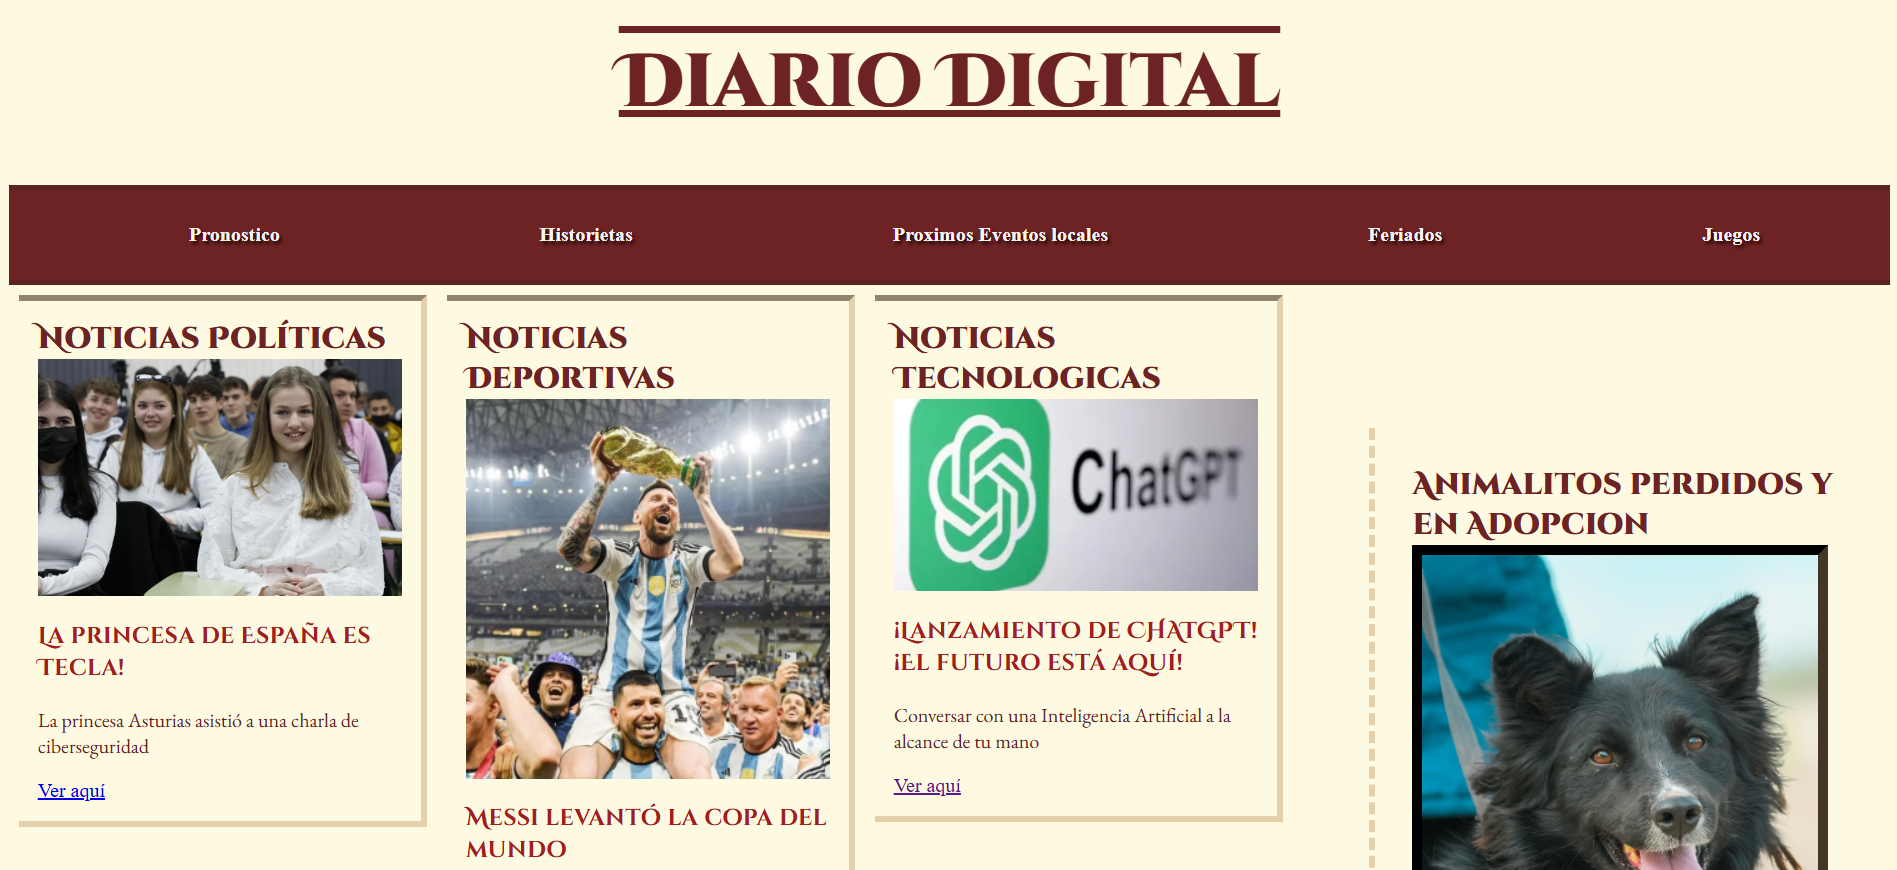 Diario Digital
Pronostico
Historietas
Proximos Eventos locales
Feriados
Juegos
Noticias Políticas
La princesa de España es
Tecla!
La princesa Asturias asistió a una charla de
ciberseguridad
Ver aquí
Noticias
Deportivas
Messi levantó la copa del
mundo
Noticias
Tecnologicas
ChatGPT
¡Lanzamiento de CHATGPT!
¡El futuro está aquí!
Conversar con una Inteligencia Artificial a la
alcance de tu mano
Ver aquí
Animalitos perdidos y
en Adopcion